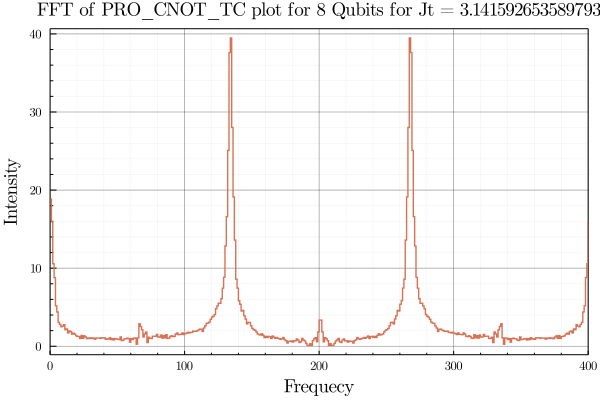 FFT of PRO_CNOT_TC plot for 8 Qubits for Jt = 3.141592653589793
40
30
20
10
0
Intensity
0 100 200 300 400
Frequecy